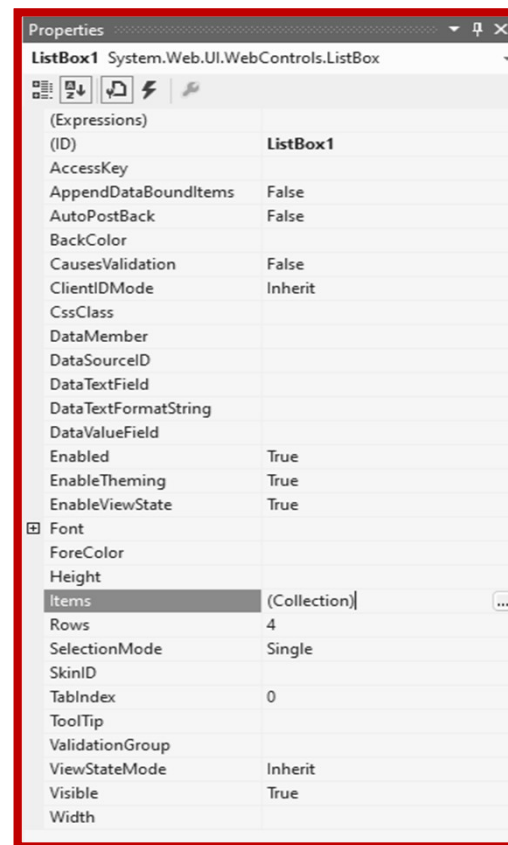 Properties
ListBox1 System.Web.UI.WebControls.ListBox
(Expressions)
(ID) ListBox1
AccessKey
AppendDataBoundItems False
AutoPostBack False
BackColor
CausesValidation False
ClientIDMode Inherit
CssClass
DataMember
DataSourceID
DataTextField
DataTextFormatString
DataValueField
Enabled True
EnableTheming True
EnableViewState True
Font
ForeColor
Height
Items (Collection) ...
Rows 4
SelectionMode Single
SkinID
TabIndex 0
ToolTip
ValidationGroup
ViewStateMode Inherit
Visible True
Width